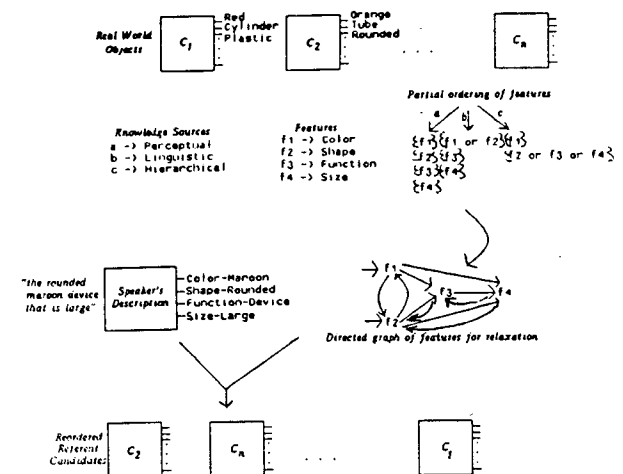 Real World
Objects
C1
Red
Cylinder
Plastic
C2
Orange
Tube
Rounded
. . .
Cn
Partial ordering of features
a b c
Knowledge Sources
a -> Perceptual
b -> Linguistic
c -> Hierarchical
Features
f1 -> Color
f2 -> Shape
f3 -> Function
f4 -> Size
{f1}{f1 or f2}{f1}
{f2}{f3} {f2 or f3 or f4}
{f3}{f4}
{f4}
"the rounded
maroon device
that is large"
Speaker's
Description
Color-Maroon
Shape-Rounded
Function-Device
Size-Large
f1
f3
f4
f2
Directed graph of features for relaxation
Reordered
Referent
Candidates
C2
Cn
. . .